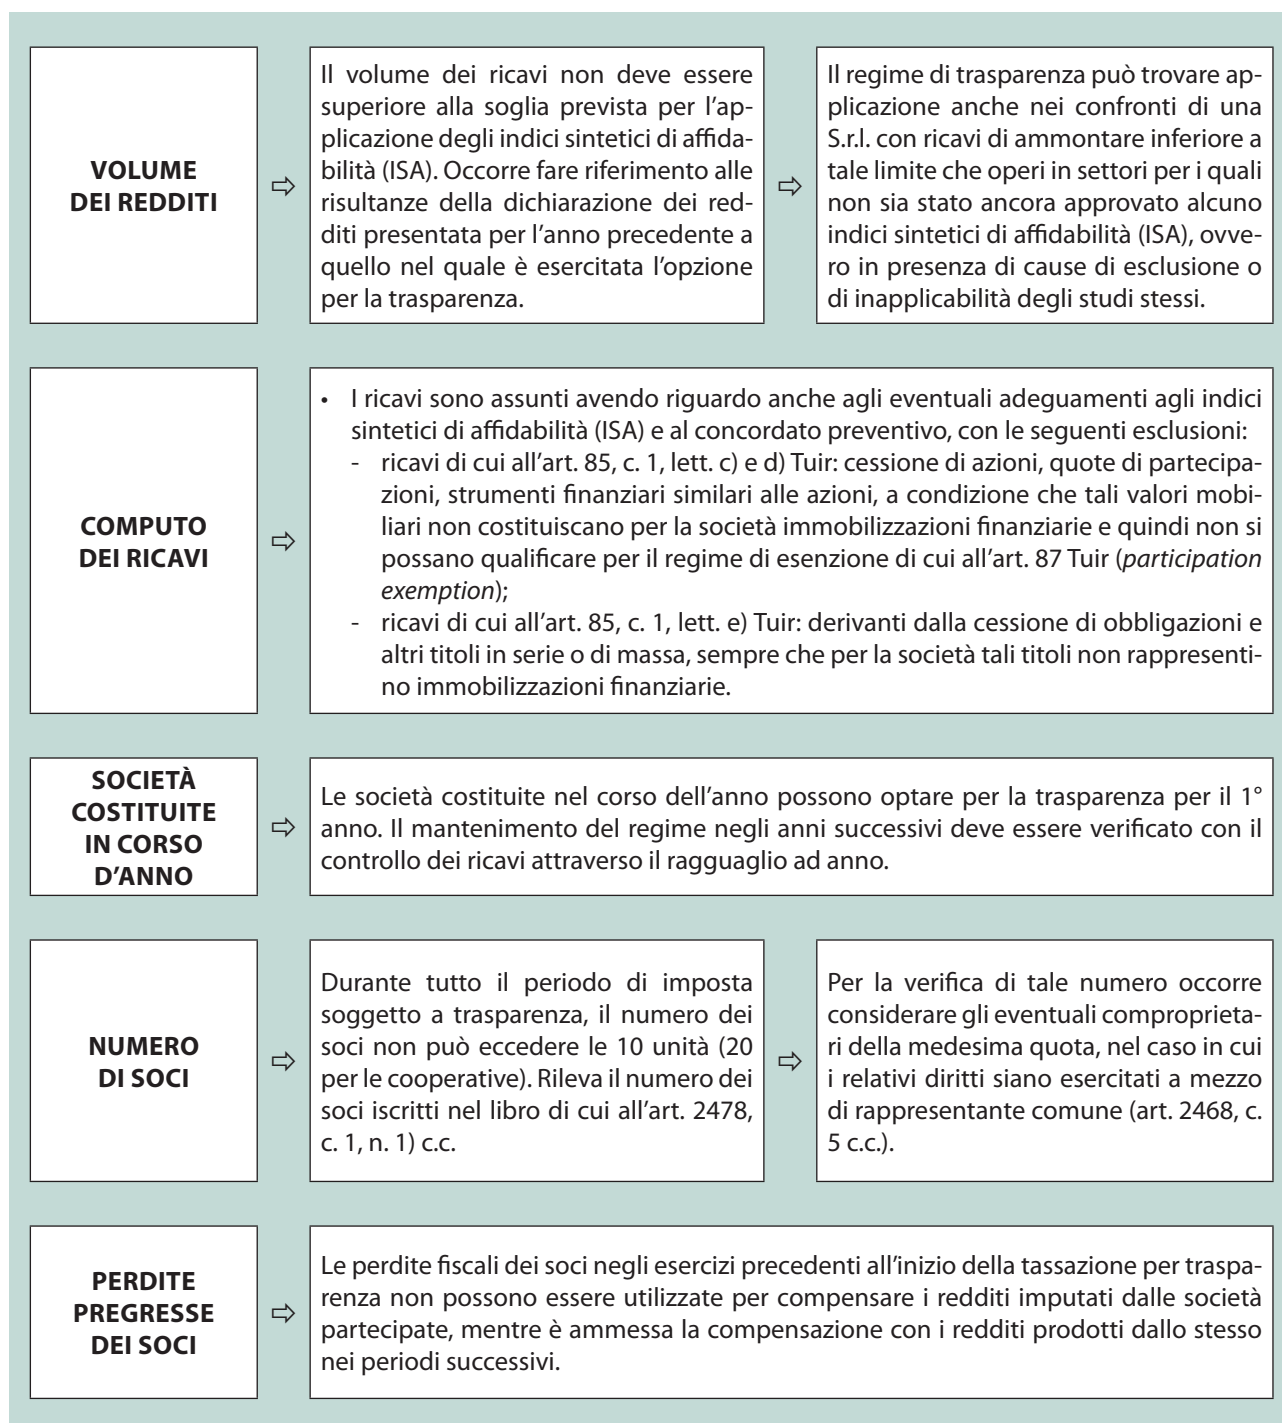 VOLUME
DEI REDDITI
⇨
Il volume dei ricavi non deve essere
superiore alla soglia prevista per l'ap-
plicazione degli indici sintetici di affida-
bilità (ISA). Occorre fare riferimento alle
risultanze della dichiarazione dei red-
diti presentata per l'anno precedente a
quello nel quale è esercitata l'opzione
per la trasparenza.
⇨
Il regime di trasparenza può trovare ap-
plicazione anche nei confronti di una
S.r.l. con ricavi di ammontare inferiore a
tale limite che operi in settori per i quali
non sia stato ancora approvato alcuno
indici sintetici di affidabilità (ISA), ovve-
ro in presenza di cause di esclusione o
di inapplicabilità degli studi stessi.
COMPUTO
DEI RICAVI
⇨
• I ricavi sono assunti avendo riguardo anche agli eventuali adeguamenti agli indici
sintetici di affidabilità (ISA) e al concordato preventivo, con le seguenti esclusioni:
- ricavi di cui all'art. 85, c. 1, lett. c) e d) Tuir: cessione di azioni, quote di partecipa-
zioni, strumenti finanziari similari alle azioni, a condizione che tali valori mobi-
liari non costituiscano per la società immobilizzazioni finanziarie e quindi non si
possano qualificare per il regime di esenzione di cui all'art. 87 Tuir (participation
exemption);
- ricavi di cui all'art. 85, c. 1, lett. e) Tuir: derivanti dalla cessione di obbligazioni e
altri titoli in serie o di massa, sempre che per la società tali titoli non rappresenti-
no immobilizzazioni finanziarie.
SOCIETÀ
COSTITUITE
IN CORSO
D'ANNO
⇨
Le società costituite nel corso dell'anno possono optare per la trasparenza per il 1°
anno. Il mantenimento del regime negli anni successivi deve essere verificato con il
controllo dei ricavi attraverso il ragguaglio ad anno.
NUMERO
DI SOCI
⇨
Durante tutto il periodo di imposta
soggetto a trasparenza, il numero dei
soci non può eccedere le 10 unità (20
per le cooperative). Rileva il numero dei
soci iscritti nel libro di cui all'art. 2478,
c. 1, n. 1) c.c.
⇨
Per la verifica di tale numero occorre
considerare gli eventuali comproprieta-
ri della medesima quota, nel caso in cui
i relativi diritti siano esercitati a mezzo
di rappresentante comune (art. 2468, c.
5 c.c.).
PERDITE
PREGRESSE
DEI SOCI
⇨
Le perdite fiscali dei soci negli esercizi precedenti all'inizio della tassazione per traspa-
renza non possono essere utilizzate per compensare i redditi imputati dalle società
partecipate, mentre è ammessa la compensazione con i redditi prodotti dallo stesso
nei periodi successivi.